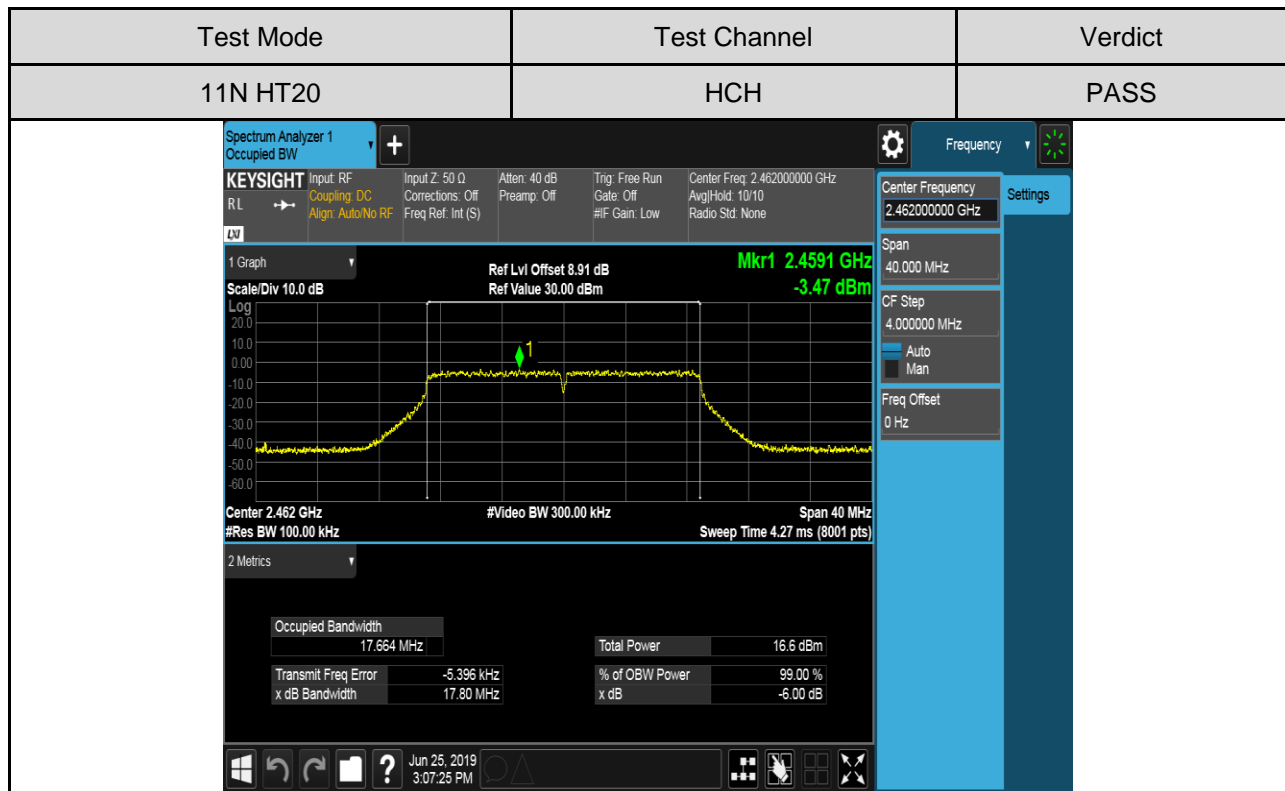 Test Mode Test Channel Verdict
11N HT20 HCH PASS
Spectrum Analyzer 1
Occupied BW
+
Frequency
KEYSIGHT
RL
LXI
Input: RF
Coupling: DC
Align: Auto/No RF
Input Z: 50 Ω
Corrections: Off
Freq Ref: Int (S)
Atten: 40 dB
Preamp: Off
Trig: Free Run
Gate: Off
#IF Gain: Low
Center Freq: 2.462000000 GHz
Avg|Hold: 10/10
Radio Std: None
Center Frequency
2.462000000 GHz
Settings
Span
40.000 MHz
CF Step
4.000000 MHz
Auto
Man
Freq Offset
0 Hz
1 Graph
Scale/Div 10.0 dB
Ref Lvl Offset 8.91 dB
Ref Value 30.00 dBm
Mkr1 2.4591 GHz
-3.47 dBm
Log
20.0
10.0
0.00
-10.0
-20.0
-30.0
-40.0
-50.0
-60.0
1
Center 2.462 GHz
#Res BW 100.00 kHz
#Video BW 300.00 kHz
Span 40 MHz
Sweep Time 4.27 ms (8001 pts)
2 Metrics
Occupied Bandwidth
17.664 MHz
Total Power 16.6 dBm
Transmit Freq Error -5.396 kHz
% of OBW Power 99.00 %
x dB Bandwidth 17.80 MHz
x dB -6.00 dB
?
Jun 25, 2019
3:07:25 PM